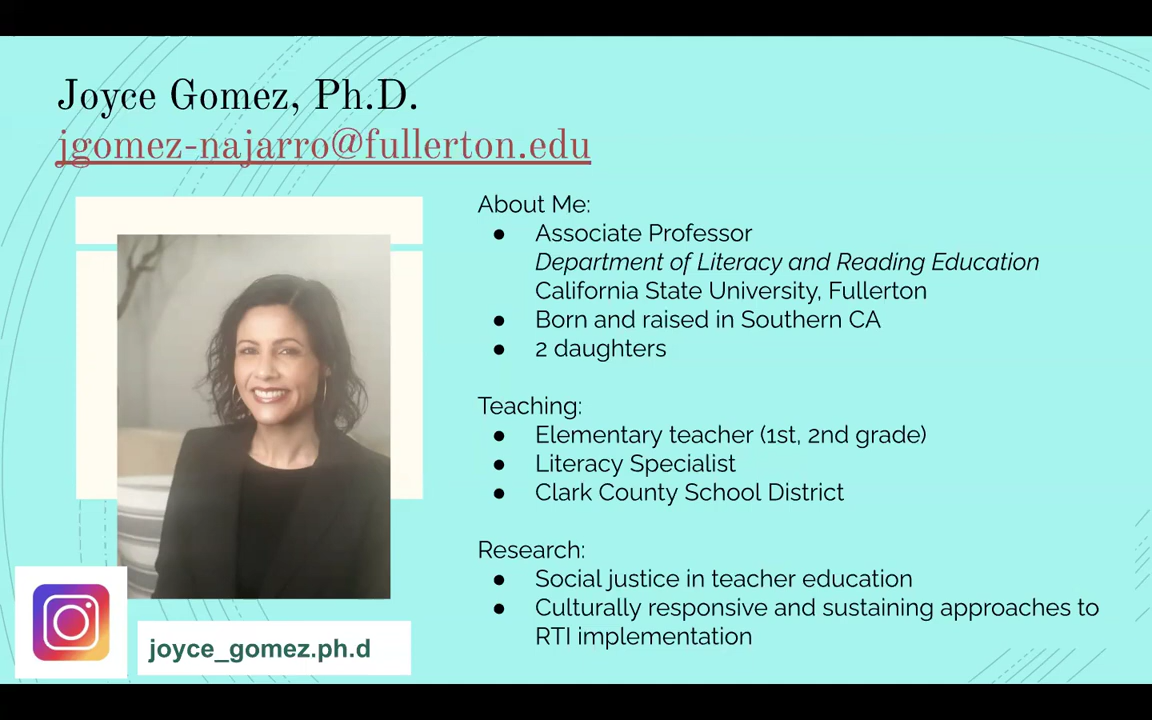 Joyce Gomez, Ph.D.
jgomez-najarro@fullerton.edu
About Me:
● Associate Professor
Department of Literacy and Reading Education
California State University, Fullerton
● Born and raised in Southern CA
● 2 daughters
Teaching:
● Elementary teacher (1st, 2nd grade)
● Literacy Specialist
● Clark County School District
Research:
● Social justice in teacher education
● Culturally responsive and sustaining approaches to
RTI implementation
joyce_gomez.ph.d